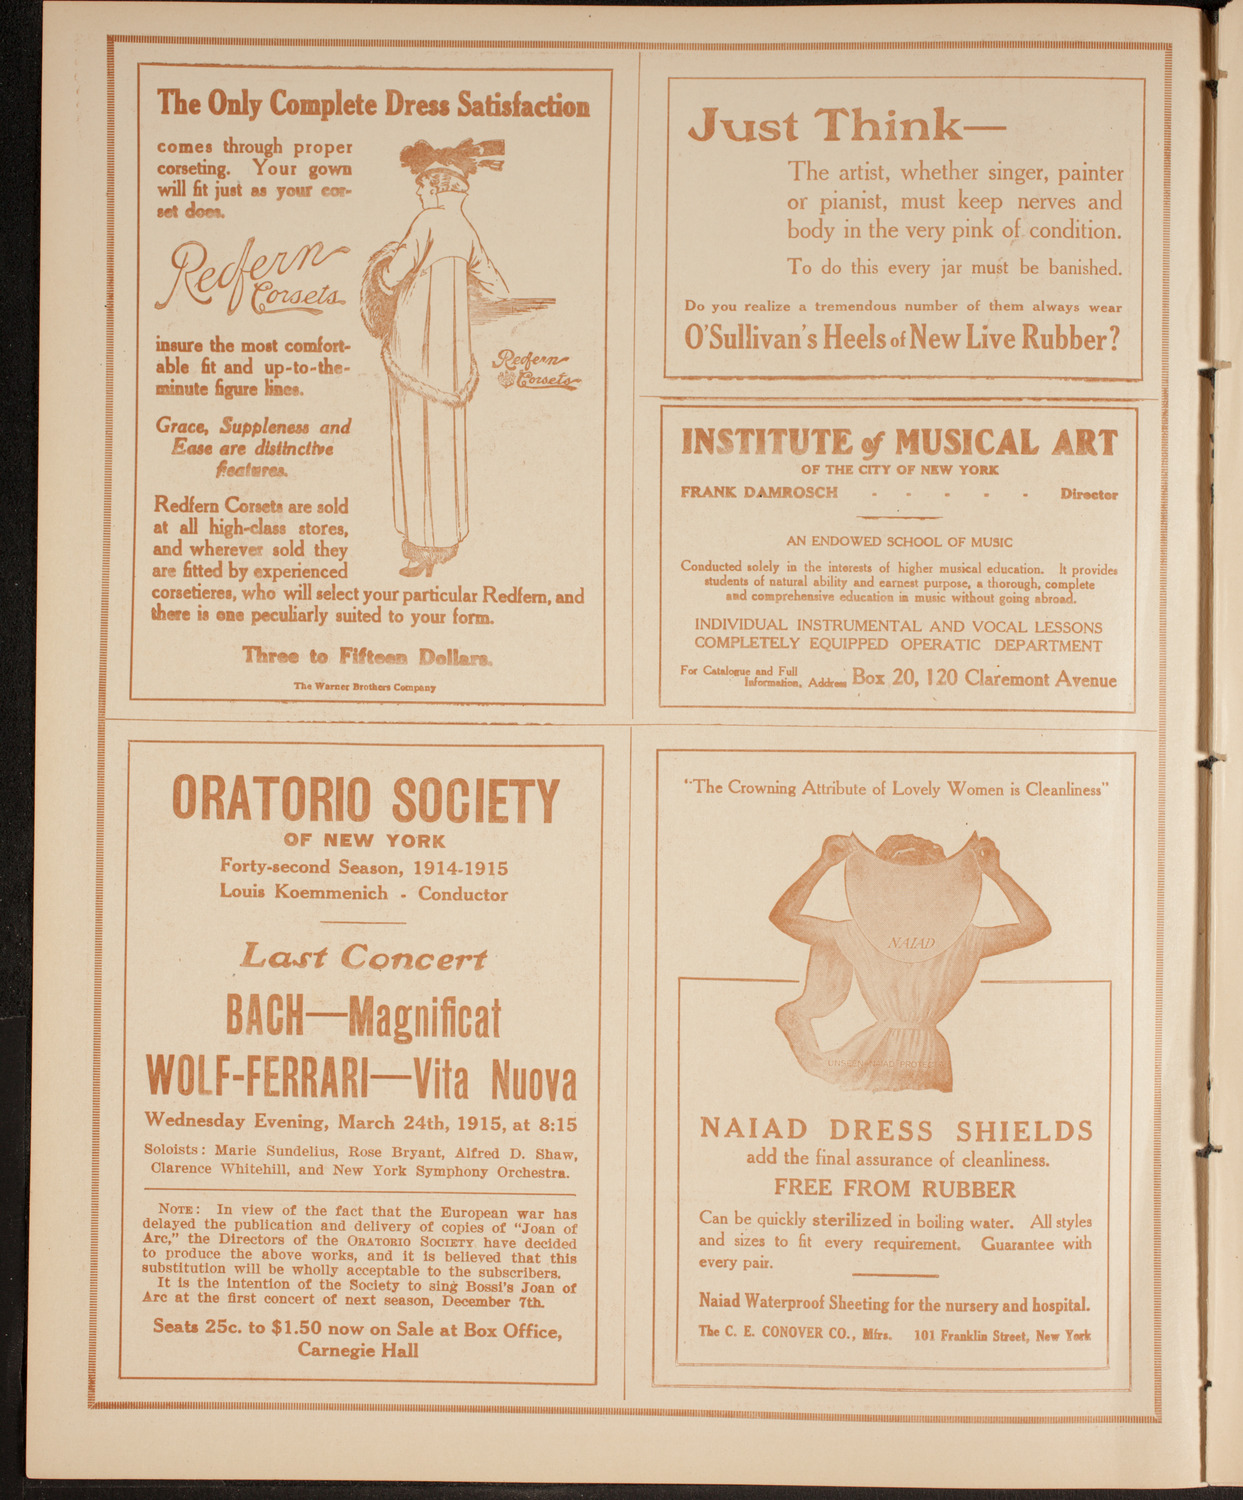 The Only Complete Dress Satisfaction
comes through proper
corseting. Your gown
will fit just as your cor-
set does.
Redfern
Corsets
insure the most comfort-
able fit and up-to-the-
minute figure lines.
Redfern
Corsets
Grace, Suppleness and
Ease are distinctive
features.
Redfern Corsets are sold
at all high-class stores,
and wherever sold they
are fitted by experienced
corsetieres, who will select your particular Redfern, and
there is one peculiarly suited to your form.
Three to Fifteen Dollars.
The Warner Brothers Company
Just Think—
The artist, whether singer, painter
or pianist, must keep nerves and
body in the very pink of condition.
To do this every jar must be banished.
Do you realize a tremendous number of them always wear
O'Sullivan's Heels of New Live Rubber?
INSTITUTE of MUSICAL ART
OF THE CITY OF NEW YORK
FRANK DAMROSCH - - - - - Director
AN ENDOWED SCHOOL OF MUSIC
Conducted solely in the interests of higher musical education. It provides
students of natural ability and earnest purpose, a thorough, complete
and comprehensive education in music without going abroad.
INDIVIDUAL INSTRUMENTAL AND VOCAL LESSONS
COMPLETELY EQUIPPED OPERATIC DEPARTMENT
For Catalogue and Full
Information, Address Box 20, 120 Claremont Avenue
ORATORIO SOCIETY
OF NEW YORK
Forty-second Season, 1914-1915
Louis Koemmenich - Conductor
Last Concert
BACH—Magnificat
WOLF-FERRARI—Vita Nuova
Wednesday Evening, March 24th, 1915, at 8:15
Soloists: Marie Sundelius, Rose Bryant, Alfred D. Shaw,
Clarence Whitehill, and New York Symphony Orchestra.
NOTE: In view of the fact that the European war has
delayed the publication and delivery of copies of "Joan of
Arc," the Directors of the ORATORIO SOCIETY have decided
to produce the above works, and it is believed that this
substitution will be wholly acceptable to the subscribers.
It is the intention of the Society to sing Bossi's Joan of
Arc at the first concert of next season, December 7th.
Seats 25c. to $1.50 now on Sale at Box Office,
Carnegie Hall
"The Crowning Attribute of Lovely Women is Cleanliness"
NAIAD
UNSEEN NAIAD PROTECTS
NAIAD DRESS SHIELDS
add the final assurance of cleanliness.
FREE FROM RUBBER
Can be quickly sterilized in boiling water. All styles
and sizes to fit every requirement. Guarantee with
every pair.
Naiad Waterproof Sheeting for the nursery and hospital.
The C. E. CONOVER CO., Mfrs. 101 Franklin Street, New York